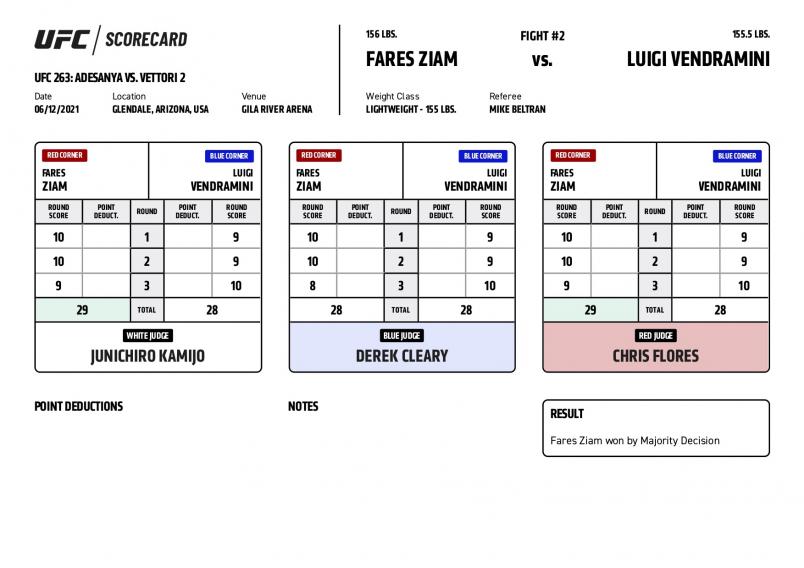 UFC / SCORECARD
UFC 263: ADESANYA VS. VETTORI 2
Date Location Venue
06/12/2021 GLENDALE, ARIZONA, USA GILA RIVER ARENA
156 LBS. FIGHT #2 155.5 LBS.
FARES ZIAM VS. LUIGI VENDRAMINI
Weight Class Referee
LIGHTWEIGHT - 155 LBS. MIKE BELTRAN
RED CORNER BLUE CORNER
FARES LUIGI
ZIAM VENDRAMINI
ROUND SCORE POINT DEDUCT. ROUND POINT DEDUCT. ROUND SCORE
10 1 9
10 2 9
9 3 10
29 TOTAL 28
WHITE JUDGE
JUNICHIRO KAMIJO
RED CORNER BLUE CORNER
FARES LUIGI
ZIAM VENDRAMINI
ROUND SCORE POINT DEDUCT. ROUND POINT DEDUCT. ROUND SCORE
10 1 9
10 2 9
8 3 10
28 TOTAL 28
BLUE JUDGE
DEREK CLEARY
RED CORNER BLUE CORNER
FARES LUIGI
ZIAM VENDRAMINI
ROUND SCORE POINT DEDUCT. ROUND POINT DEDUCT. ROUND SCORE
10 1 9
10 2 9
9 3 10
29 TOTAL 28
RED JUDGE
CHRIS FLORES
POINT DEDUCTIONS
NOTES
RESULT
Fares Ziam won by Majority Decision